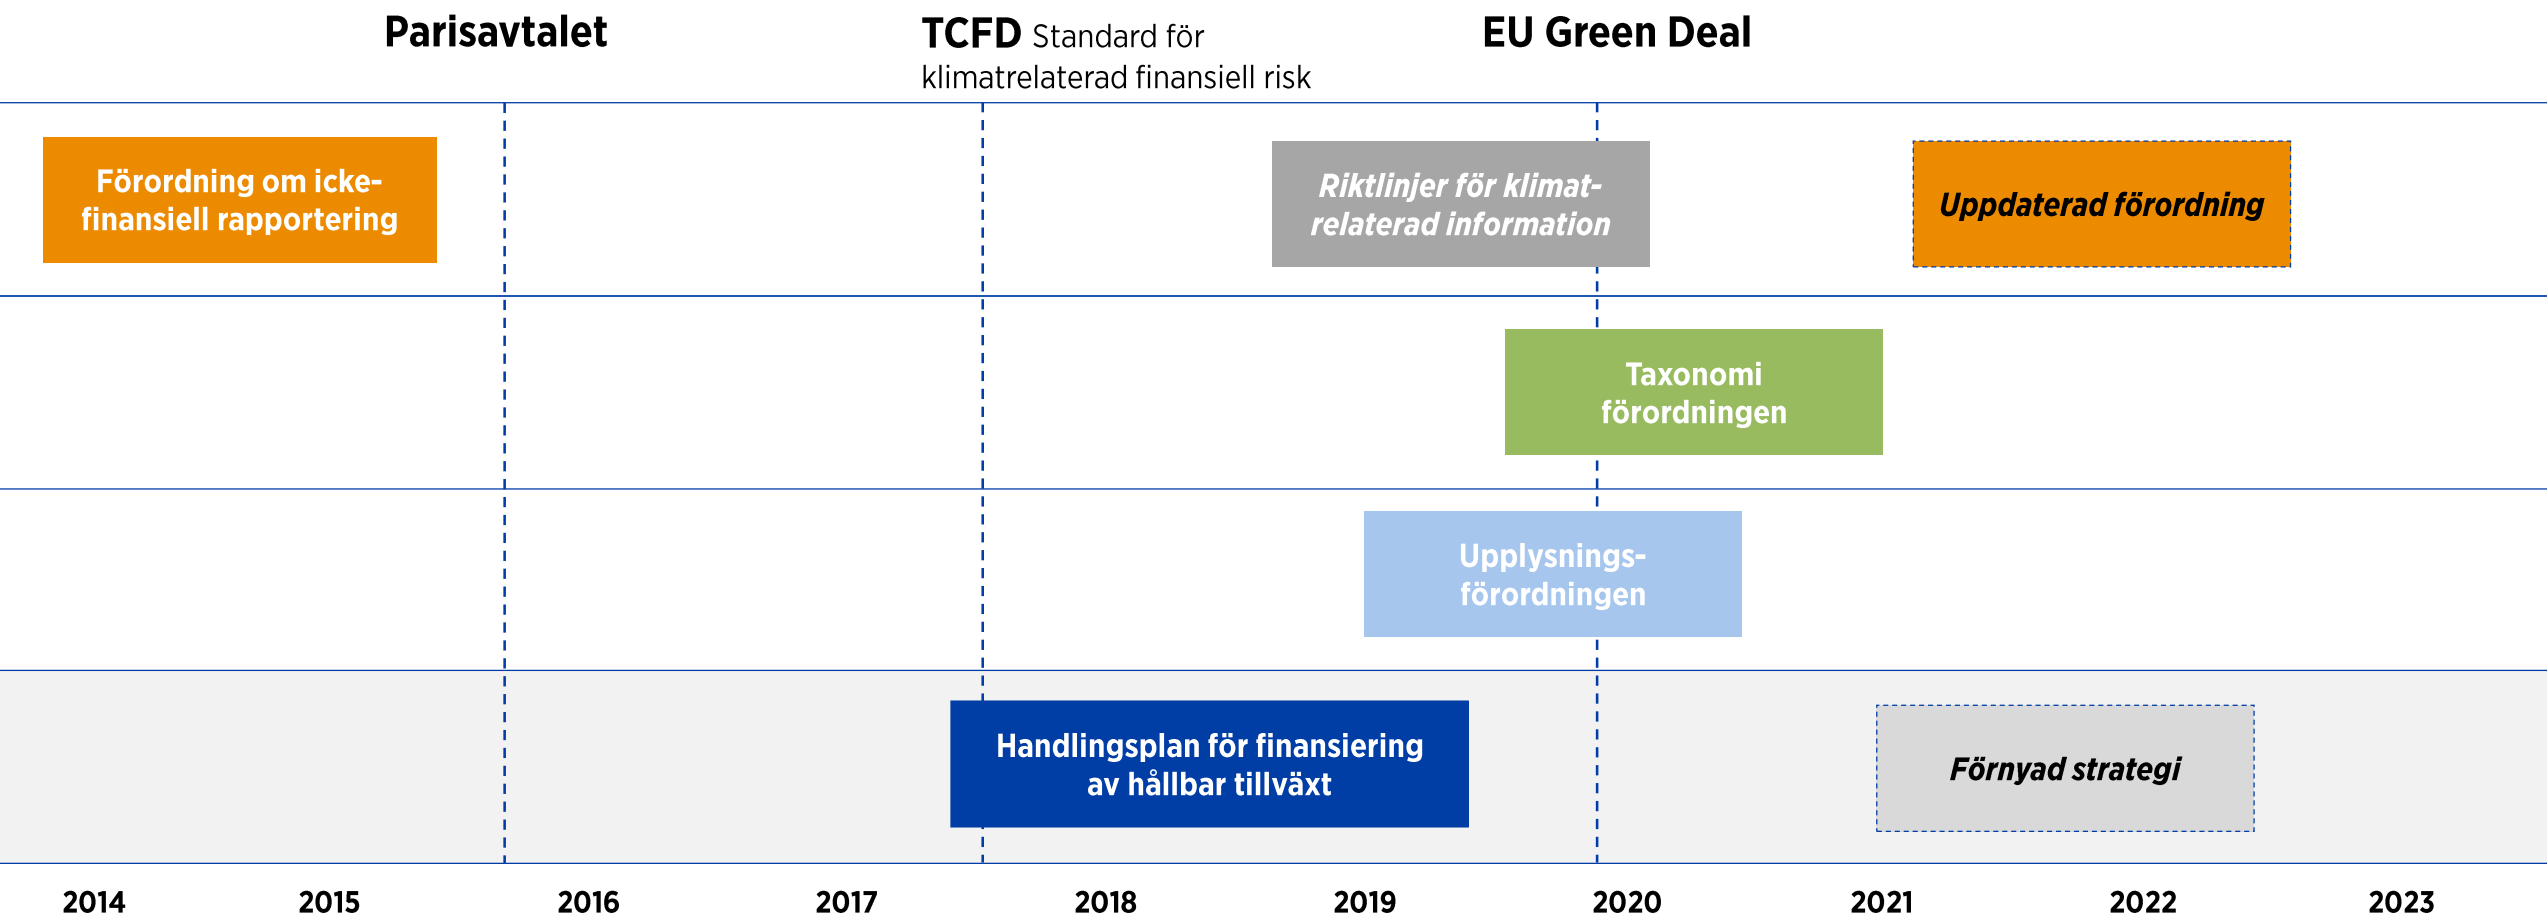 Parisavtalet
TCFD Standard för
klimatrelaterad finansiell risk
EU Green Deal
Förordning om icke-
finansiell rapportering
Riktlinjer för klimat-
relaterad information
Uppdaterad förordning
Taxonomi
förordningen
Upplysnings-
förordningen
Handlingsplan för finansiering
av hållbar tillväxt
Förnyad strategi
2014 2015 2016 2017 2018 2019 2020 2021 2022 2023